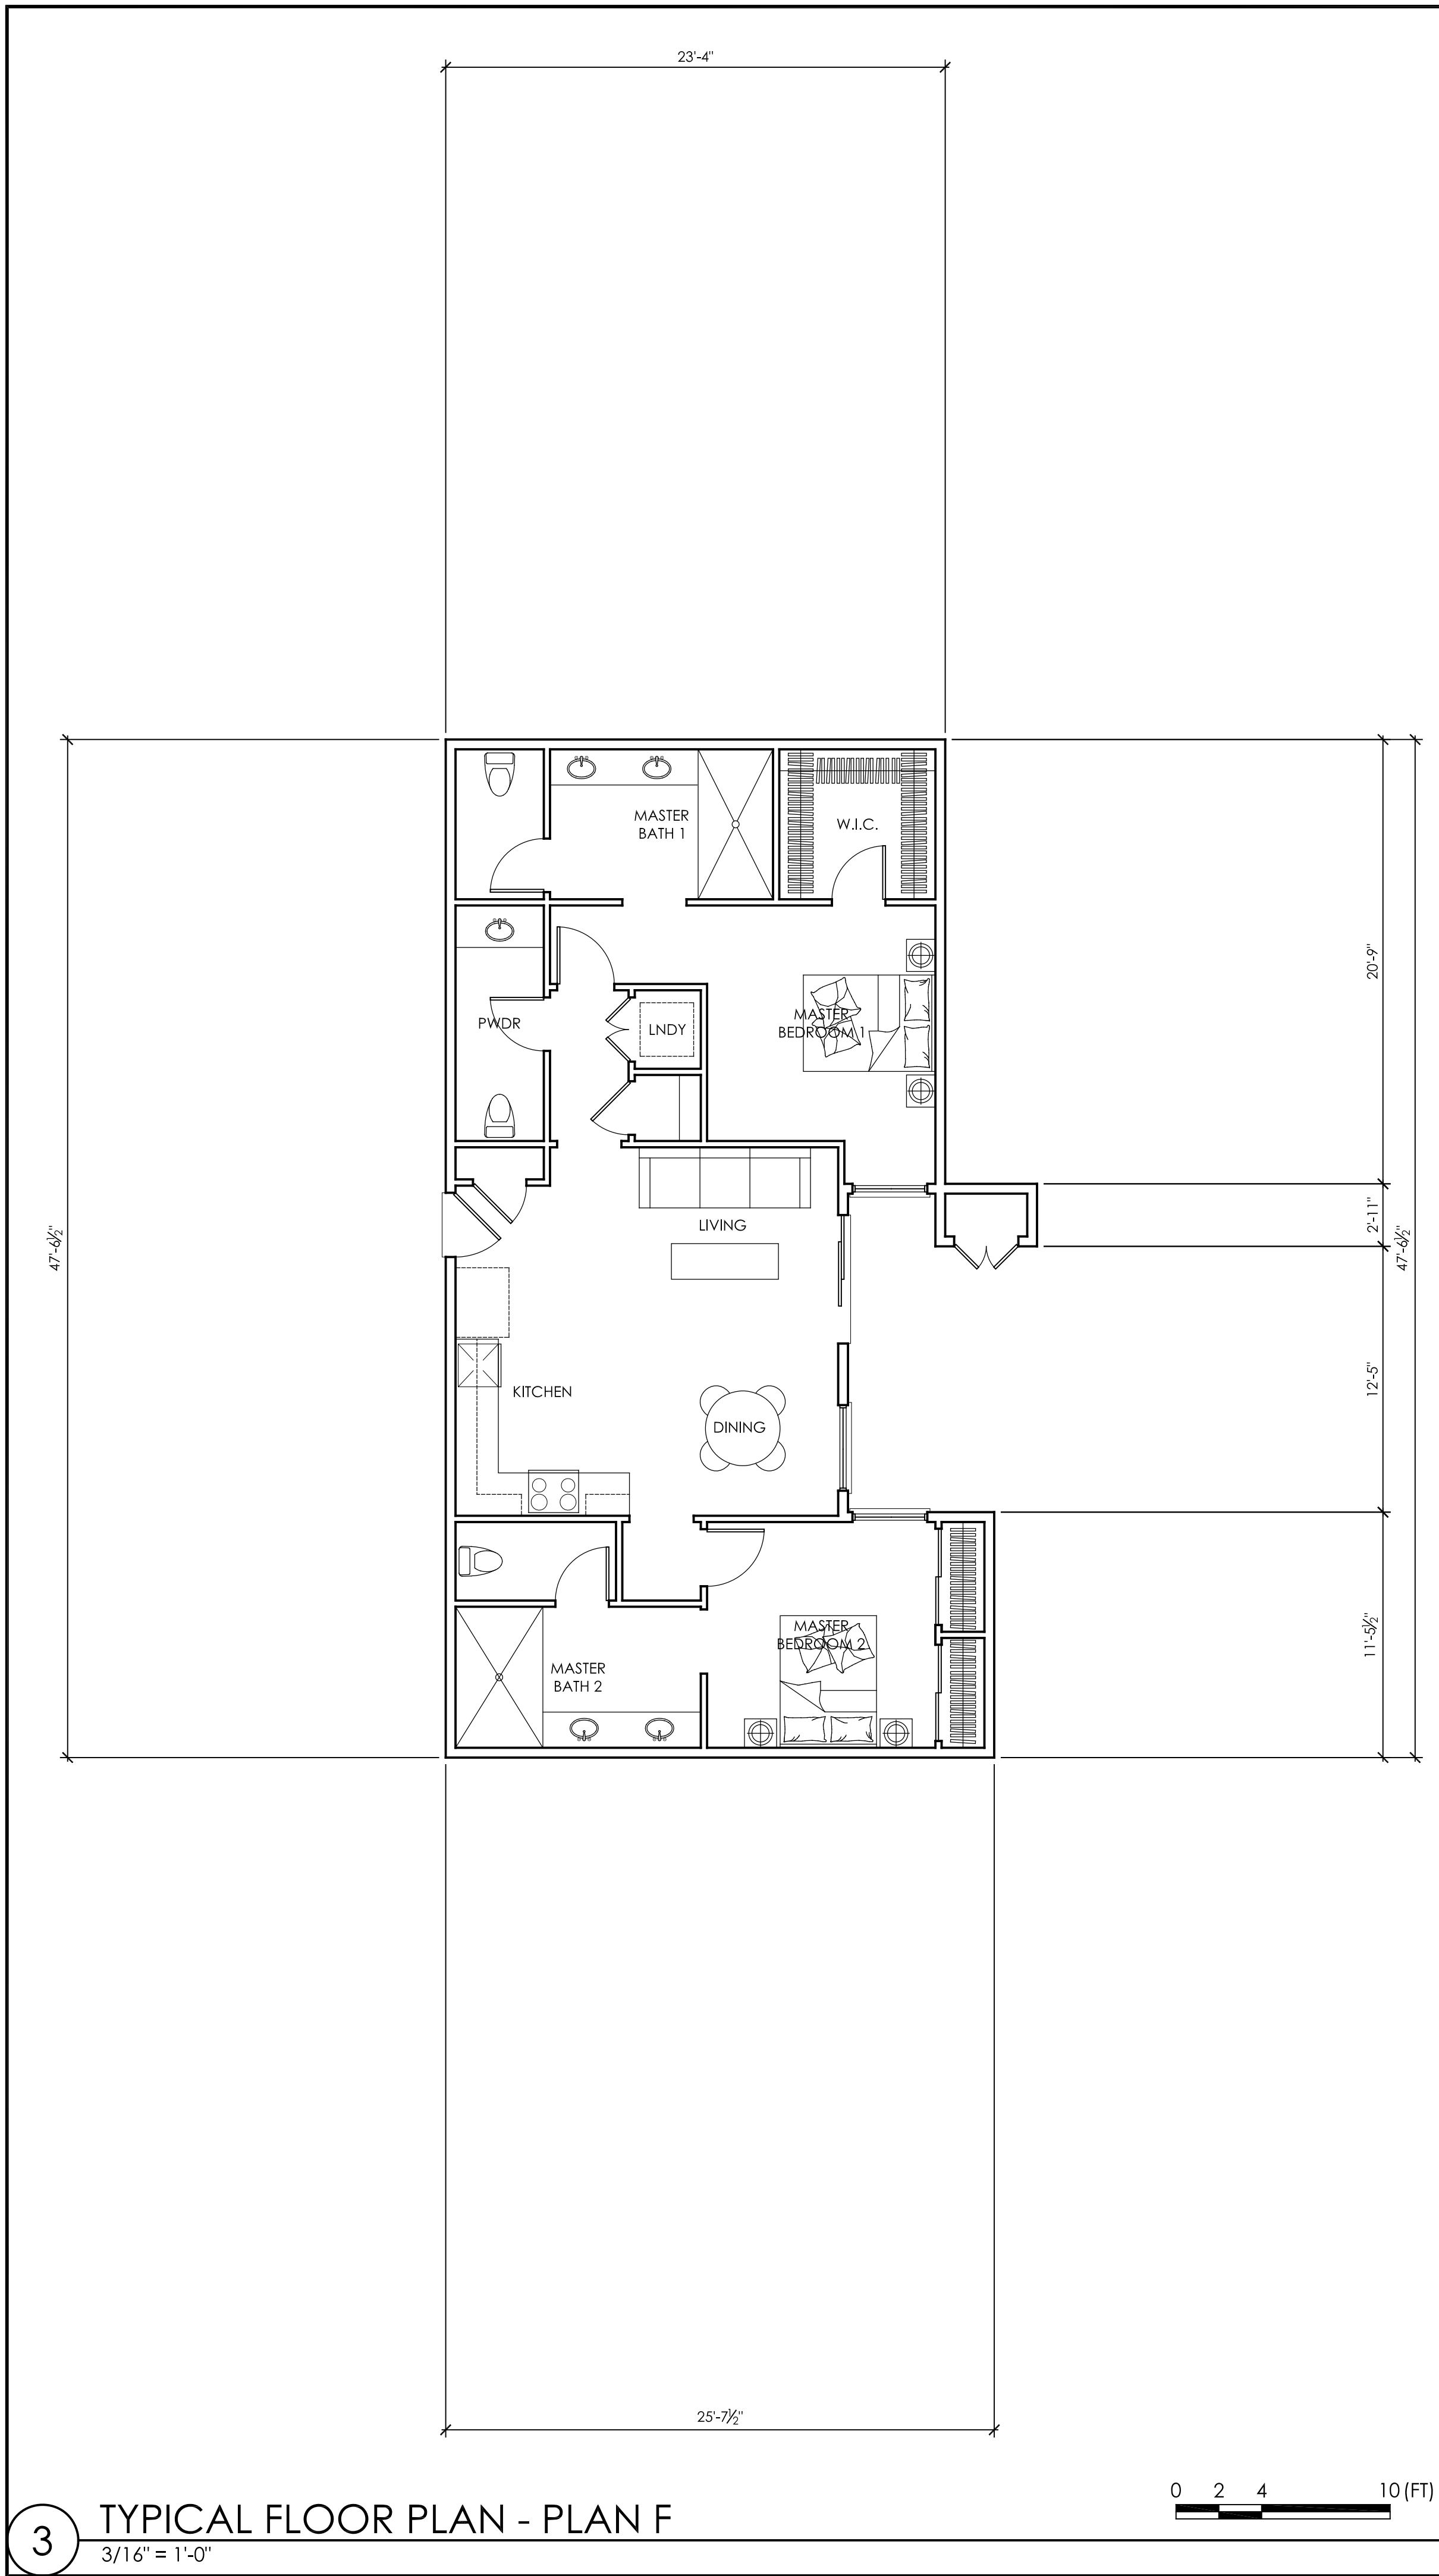 23'-4"
MASTER
BATH 1
W.I.C.
20'-9"
PWDR
LNDY
MASTER
BEDROOM 1
LIVING
2'-11"
47'-6½"
47'-6½"
KITCHEN
DINING
12'-5"
MASTER
BEDROOM 2
MASTER
BATH 2
11'-5½"
25'-7½"
0 2 4 10 (FT)
3
TYPICAL FLOOR PLAN - PLAN F
3/16" = 1'-0"